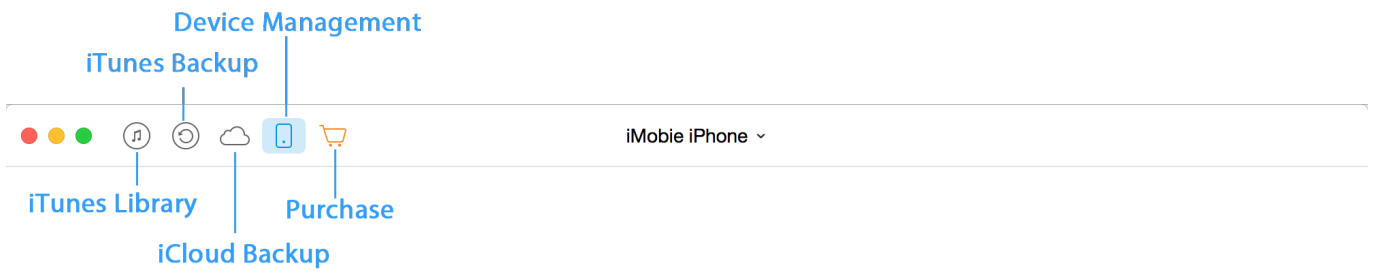 Device Management
iTunes Backup
iMobie iPhone
iTunes Library
Purchase
iCloud Backup